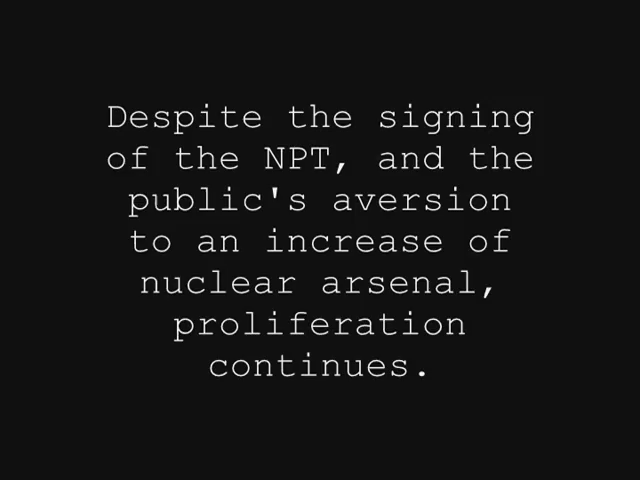 Despite the signing
of the NPT, and the
public's aversion
to an increase of
nuclear arsenal,
proliferation
continues.